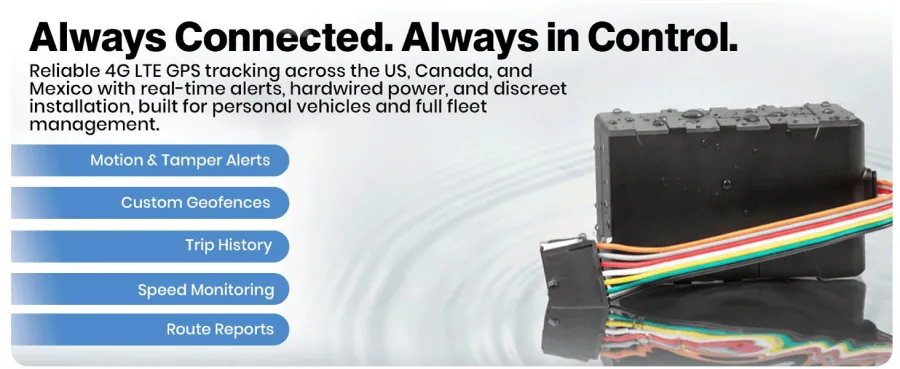 Always Connected. Always in Control.
Reliable 4G LTE GPS tracking across the US, Canada, and
Mexico with real-time alerts, hardwired power, and discreet
installation, built for personal vehicles and full fleet
management.
Motion & Tamper Alerts
Custom Geofences
Trip History
Speed Monitoring
Route Reports